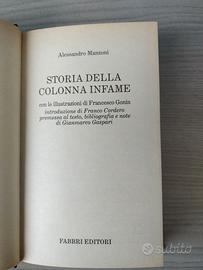 Alessandro Manzoni
STORIA DELLA
COLONNA INFAME
con le illustrazioni di Francesco Gonin
introduzione di Franco Cordero
premessa al testo, bibliografia e note
di Gianmarco Gaspari
FABBRI EDITORI
subito